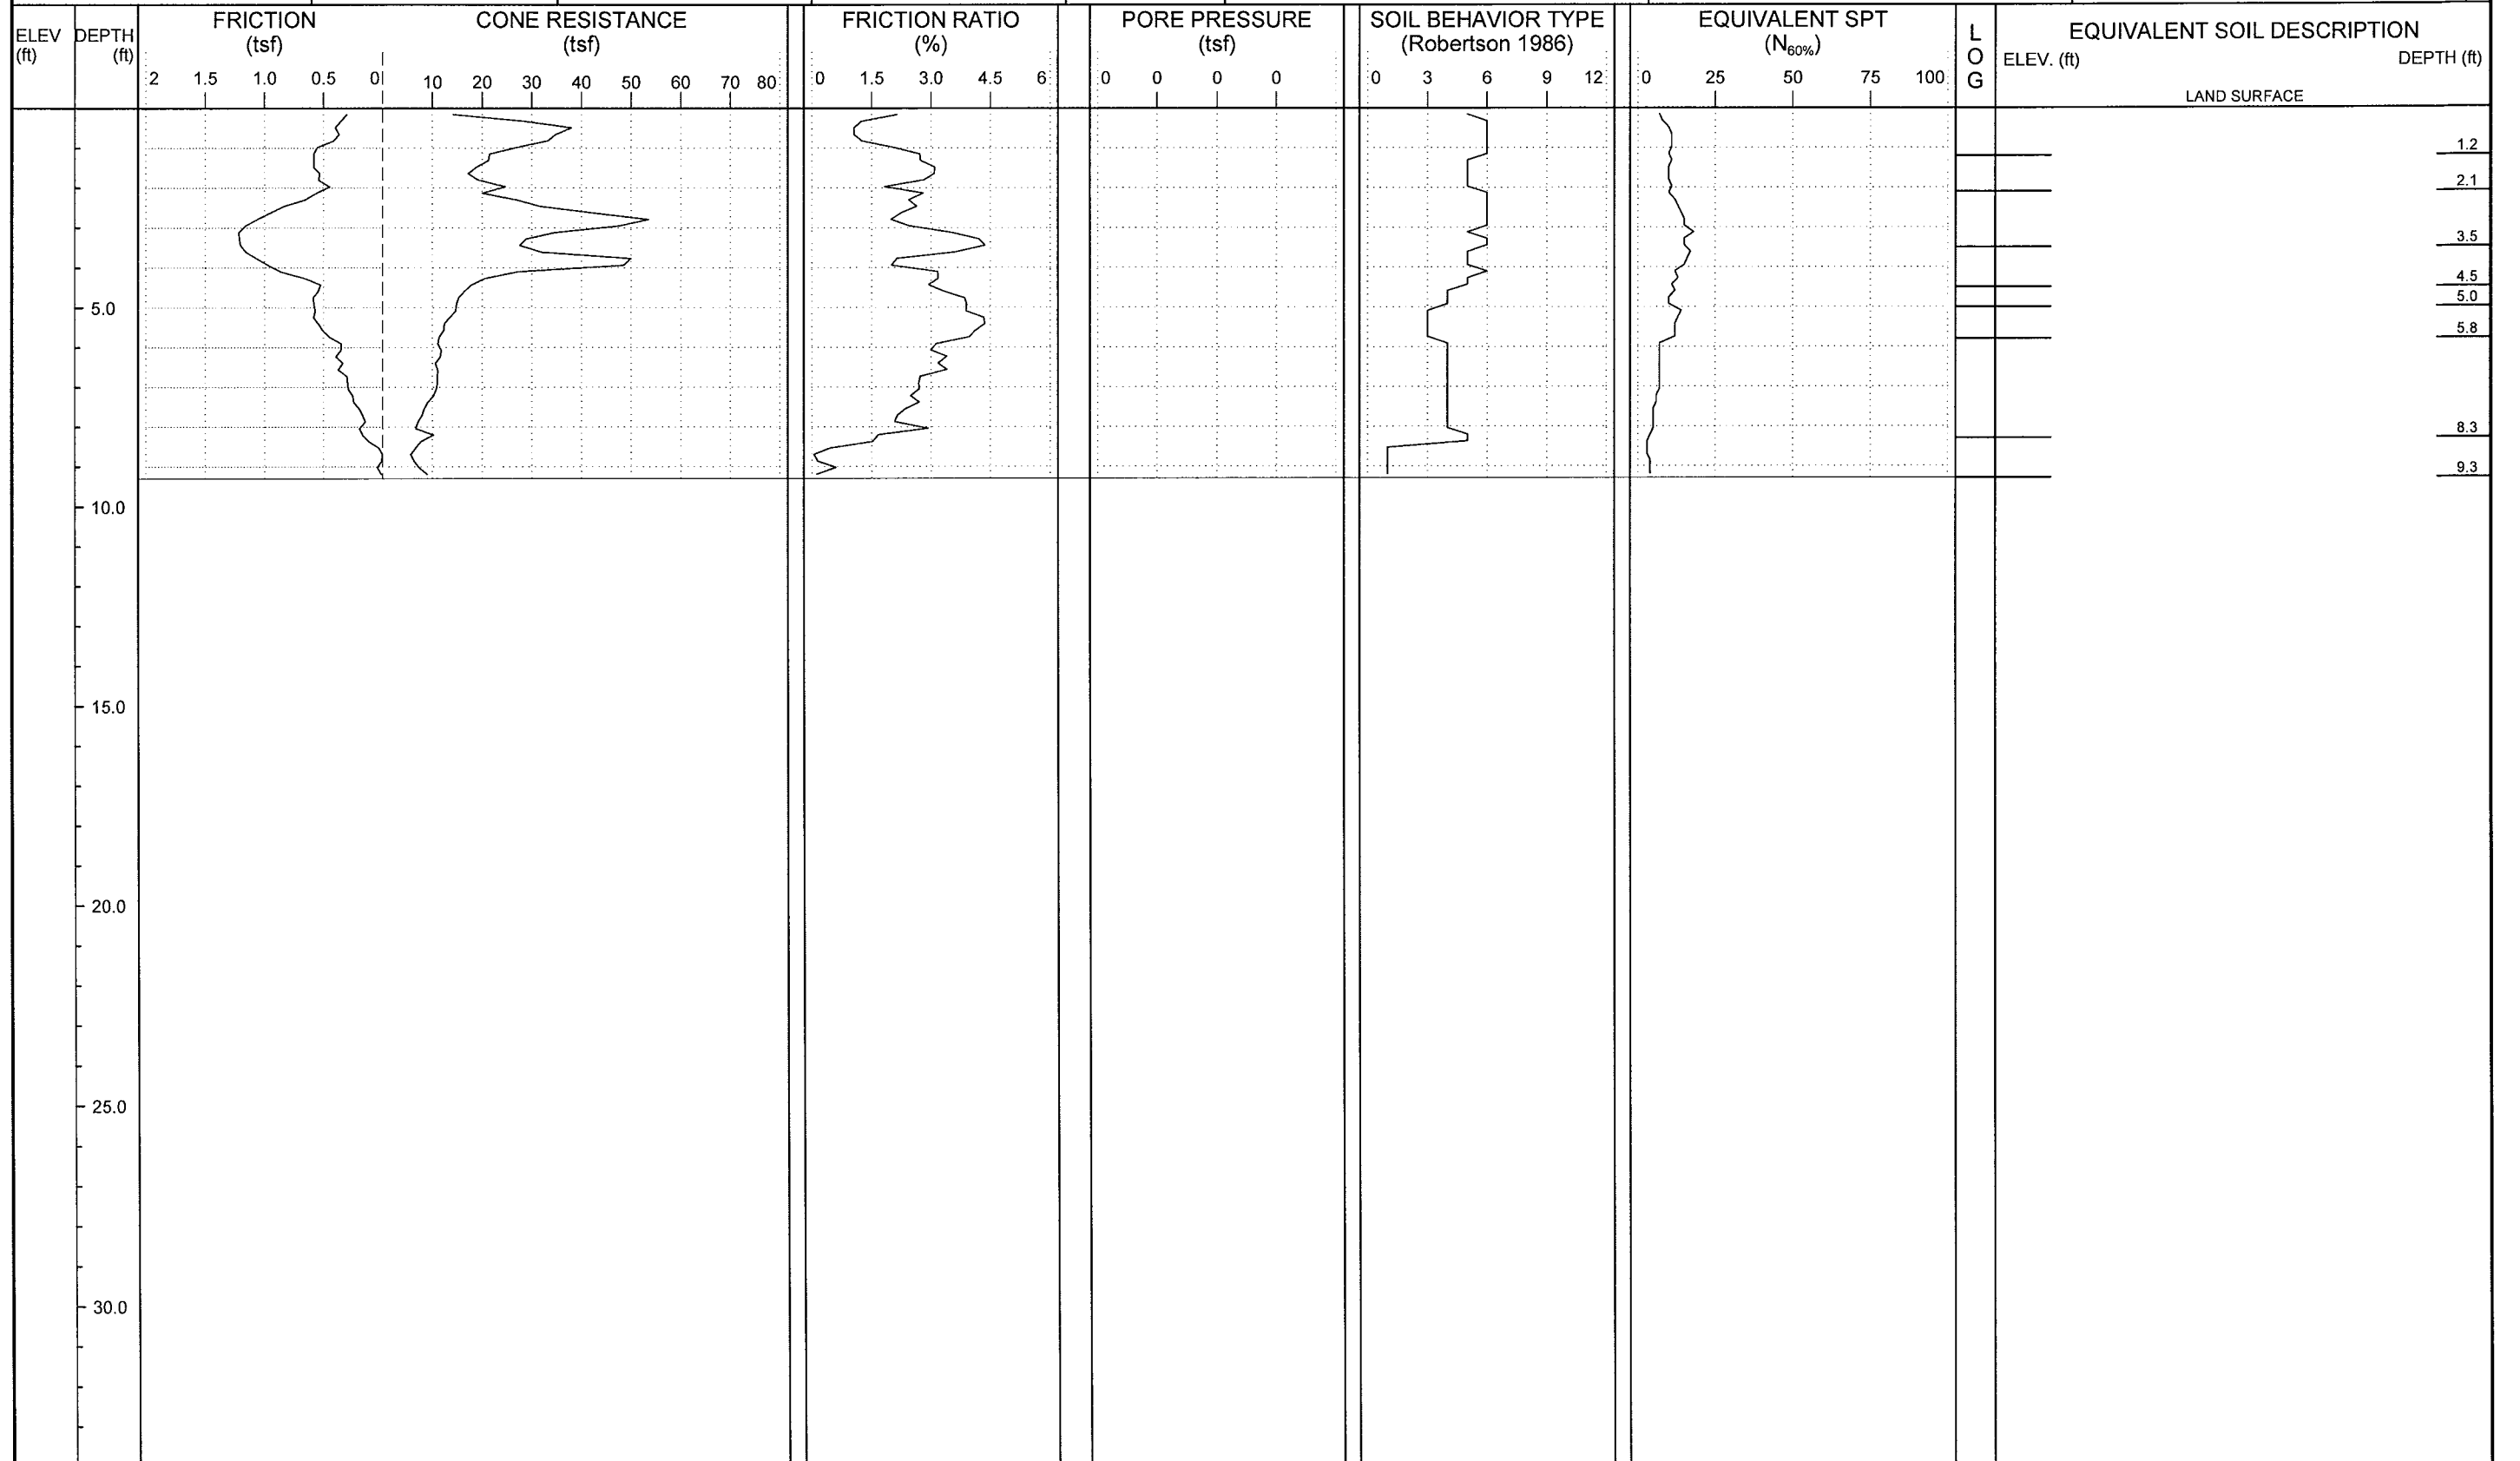 ELEV
(ft)
DEPTH
(ft)
FRICTION
(tsf)
CONE RESISTANCE
(tsf)
FRICTION RATIO
(%)
PORE PRESSURE
(tsf)
SOIL BEHAVIOR TYPE
(Robertson 1986)
EQUIVALENT SPT
(N60%)
L
O
G
EQUIVALENT SOIL DESCRIPTION
ELEV. (ft) DEPTH (ft)
2 1.5 1.0 0.5 0 10 20 30 40 50 60 70 80
0 1.5 3.0 4.5 6
0 0 0 0
0 3 6 9 12
0 25 50 75 100
LAND SURFACE
1.2
2.1
3.5
4.5
5.0
5.8
8.3
9.3
5.0
10.0
15.0
20.0
25.0
30.0